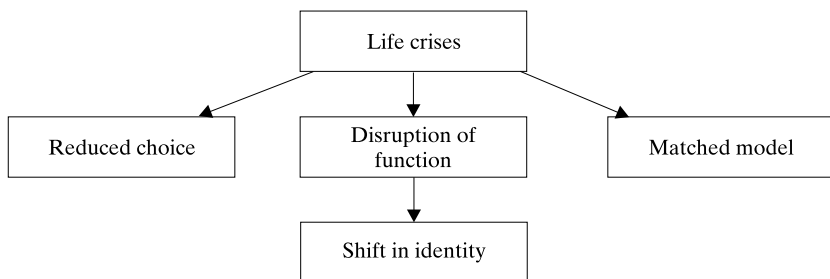 Life crises
Reduced choice
Disruption of
function
Matched model
Shift in identity